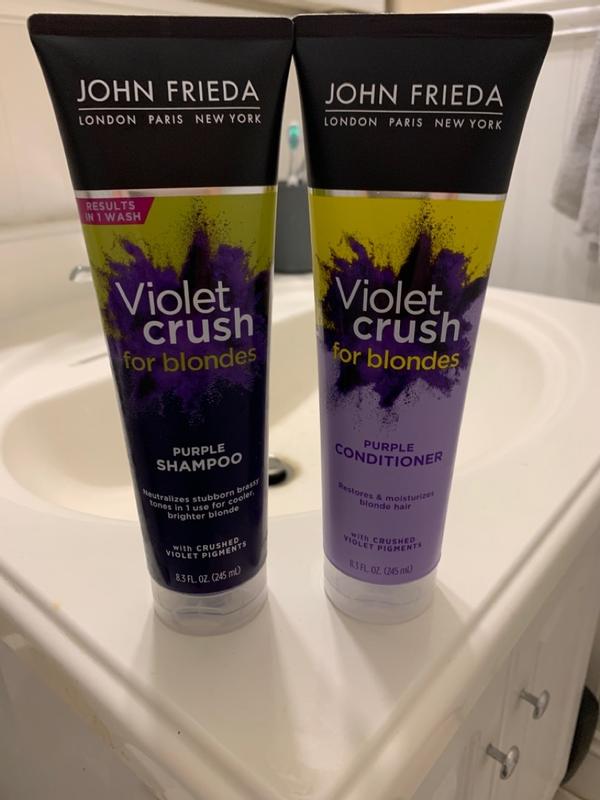 JOHN FRIEDA
LONDON PARIS NEW YORK
RESULTS
IN 1 WASH
Violet
crush
for blondes
PURPLE
SHAMPOO
Neutralizes stubborn brassy
tones in 1 use for cooler,
brighter blonde
with CRUSHED
VIOLET PIGMENTS
8.3 FL. OZ. (245 mL)
JOHN FRIEDA
LONDON PARIS NEW YORK
Violet
crush
for blondes
PURPLE
CONDITIONER
Restores & moisturizes
blonde hair
with CRUSHED
VIOLET PIGMENTS
8.3 FL. OZ. (245 mL)